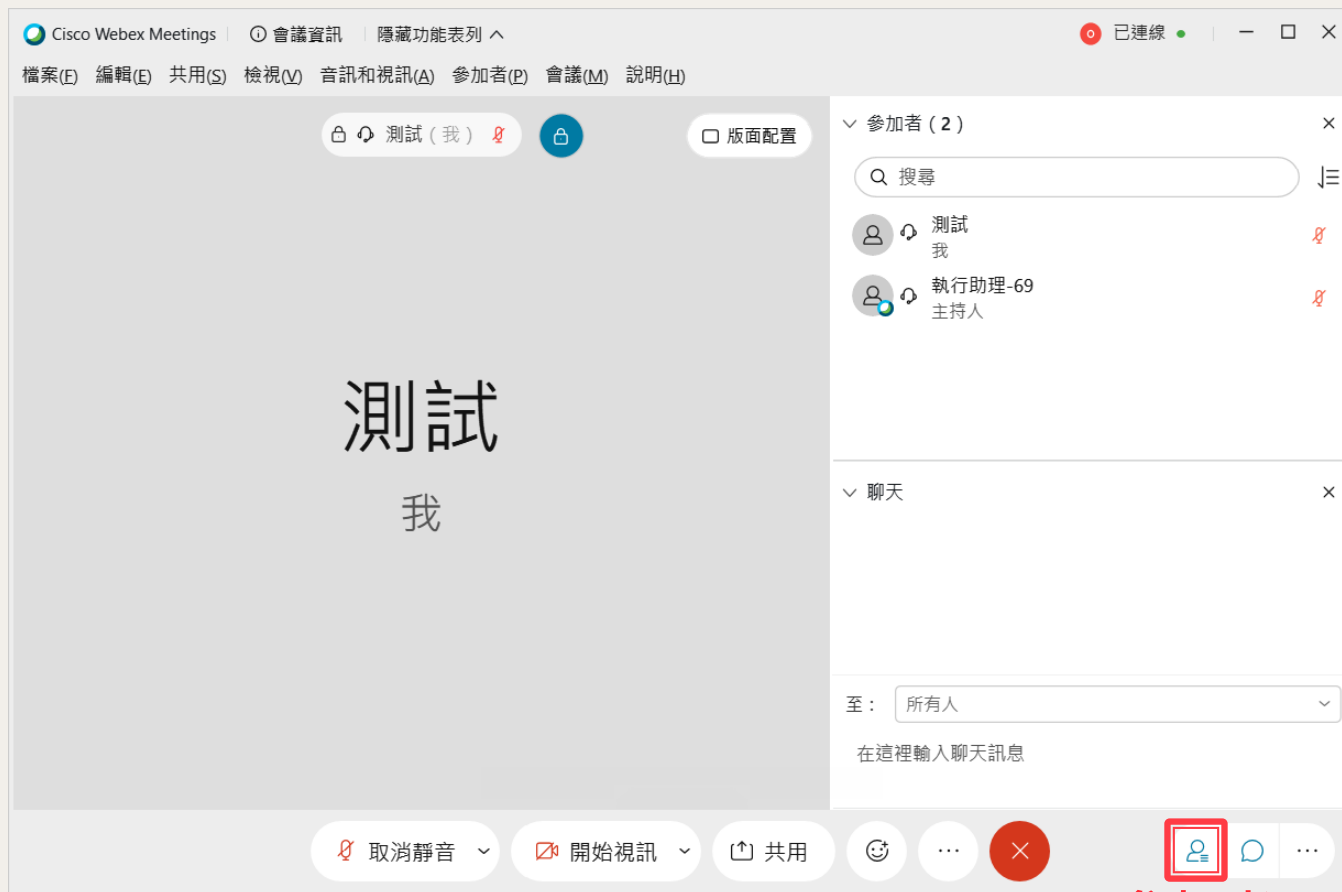 Cisco Webex Meetings 會議資訊 隱藏功能表列 已連線
檔案(F) 編輯(E) 共用(S) 檢視(V) 音訊和視訊(A) 參加者(P) 會議(M) 說明(H)
測試(我)
版面配置
參加者(2)
搜尋
測試
我
執行助理-69
主持人
測試
我
聊天
至: 所有人
在這裡輸入聊天訊息
取消靜音 開始視訊 共用